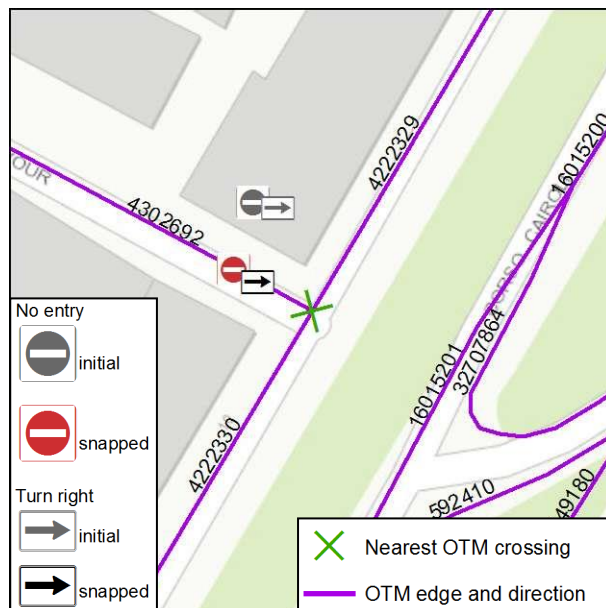 4222329
16015200
TOUR
4302692
CORSO CAIRO
32707864
16015201
4222330
592410
49180
No entry
initial
snapped
Turn right
initial
snapped
Nearest OTM crossing
OTM edge and direction